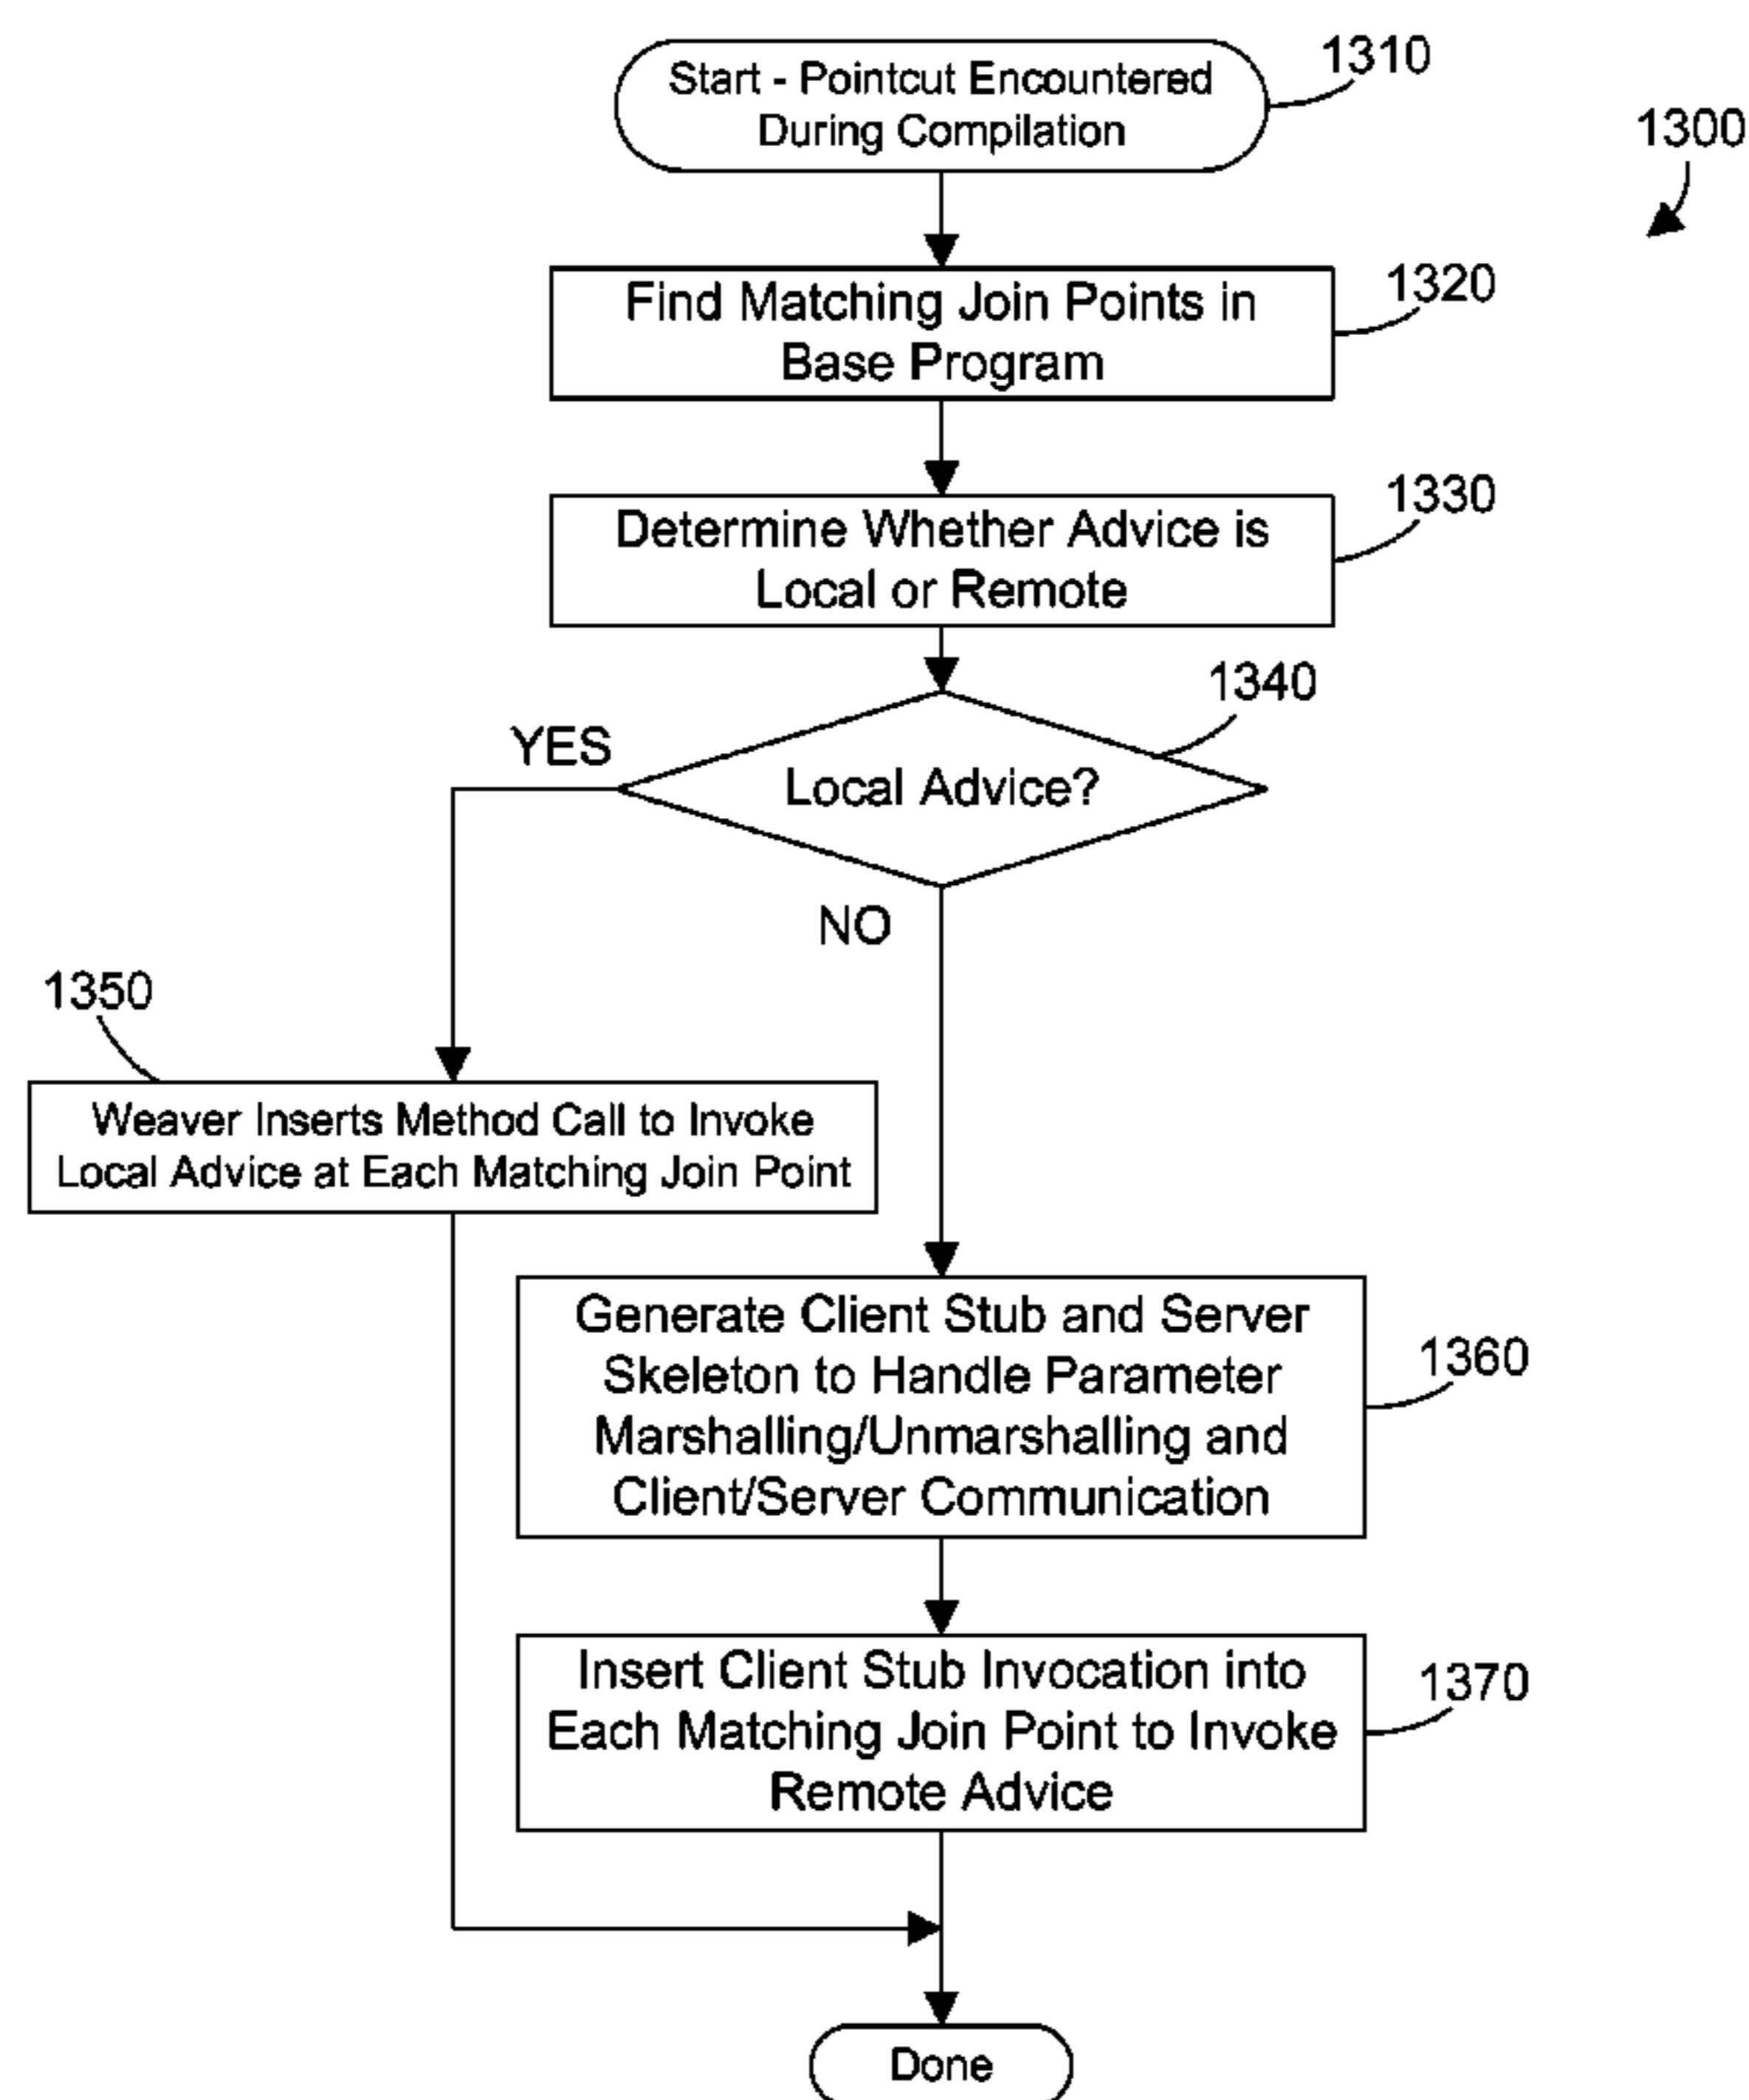 Start - Pointcut Encountered
During Compilation
1310
1300
Find Matching Join Points in
Base Program
1320
Determine Whether Advice is
Local or Remote
1330
1340
YES
Local Advice?
NO
1350
Weaver Inserts Method Call to Invoke
Local Advice at Each Matching Join Point
Generate Client Stub and Server
Skeleton to Handle Parameter
Marshalling/Unmarshalling and
Client/Server Communication
1360
Insert Client Stub Invocation into
Each Matching Join Point to Invoke
Remote Advice
1370
Done